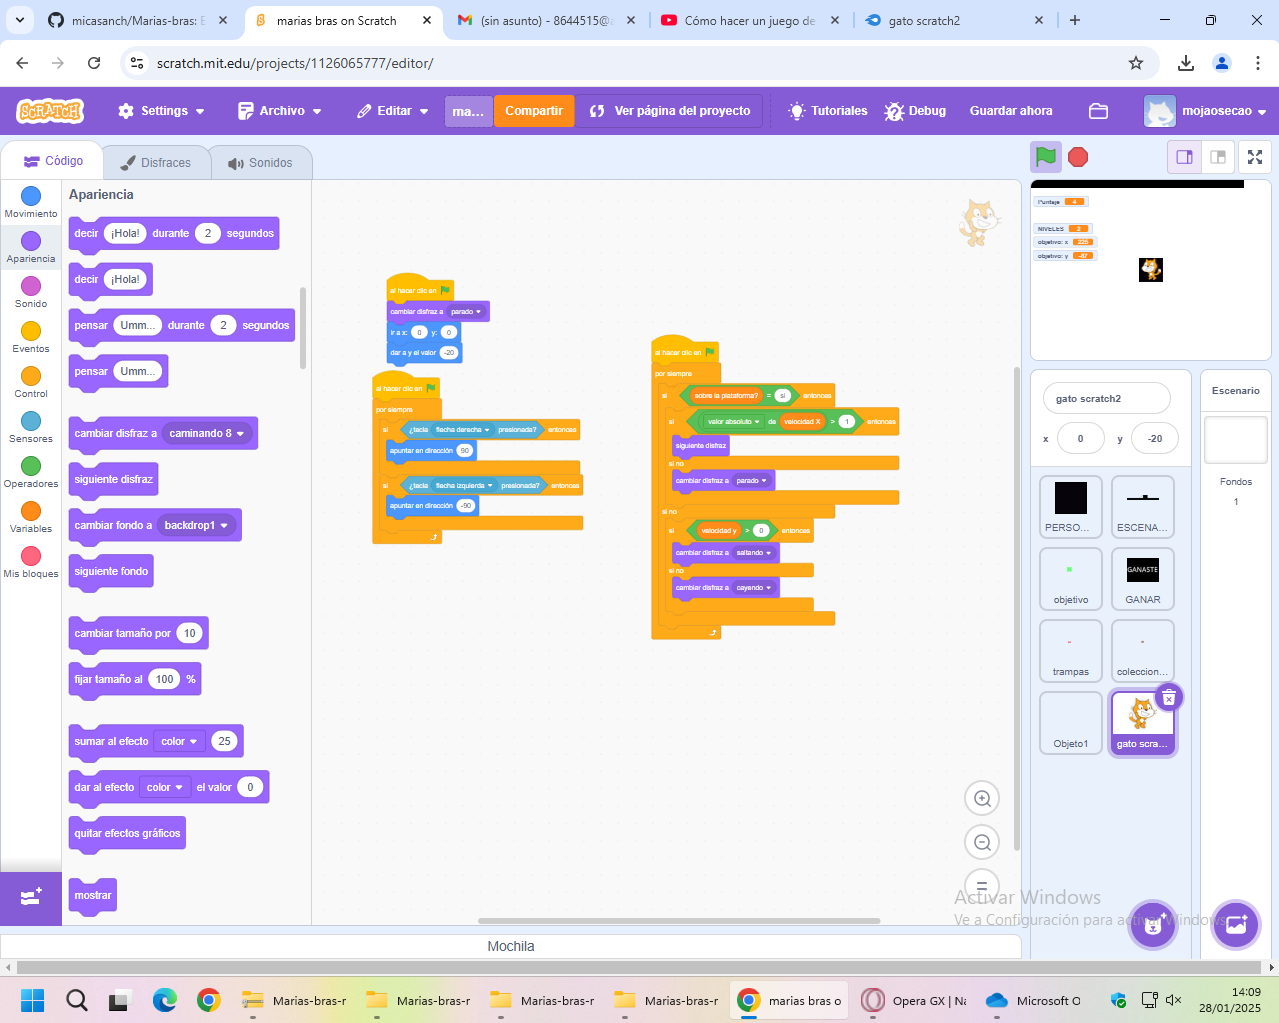 micasanch/Marias-bras: E
marias bras on Scratch
(sin asunto) - 8644515@a
Cómo hacer un juego de
gato scratch2
scratch.mit.edu/projects/1126065777/editor/
SCRATCH
Settings
Archivo
Editar
ma...
Compartir
Ver página del proyecto
Tutoriales
Debug
Guardar ahora
mojaosecao
Código
Disfraces
Sonidos
Movimiento
Apariencia
Sonido
Eventos
Control
Sensores
Operadores
Variables
Mis bloques
Apariencia
decir ¡Hola! durante 2 segundos
decir ¡Hola!
pensar Umm... durante 2 segundos
pensar Umm...
cambiar disfraz a caminando 8
siguiente disfraz
cambiar fondo a backdrop1
siguiente fondo
cambiar tamaño por 10
fijar tamaño al 100 %
sumar al efecto color 25
dar al efecto color el valor 0
quitar efectos gráficos
mostrar
al hacer clic en
cambiar disfraz a parado
ir a x: 0 y: 0
dar a y el valor -20
al hacer clic en
por siempre
si ¿tecla flecha derecha presionada? entonces
apuntar en dirección 90
si ¿tecla flecha izquierda presionada? entonces
apuntar en dirección -90
al hacer clic en
por siempre
si sobre la plataforma? = si entonces
si valor absoluto de velocidad X > 1 entonces
siguiente disfraz
si no
cambiar disfraz a parado
si no
si velocidad y > 0 entonces
cambiar disfraz a saltando
si no
cambiar disfraz a cayendo
Puntaje 4
NIVELES 2
objetivo: x 225
objetivo: y -67
gato scratch2
x 0 y -20
Escenario
Fondos
1
PERSO...
ESCENA...
objetivo
GANASTE
GANAR
trampas
coleccion...
Objeto1
gato scra...
Activar Windows
Ve a Configuración para activar Windows.
Mochila
Marias-bras-r
Marias-bras-r
Marias-bras-r
Marias-bras-r
marias bras o
Opera GX | Na
Microsoft O
14:09
28/01/2025